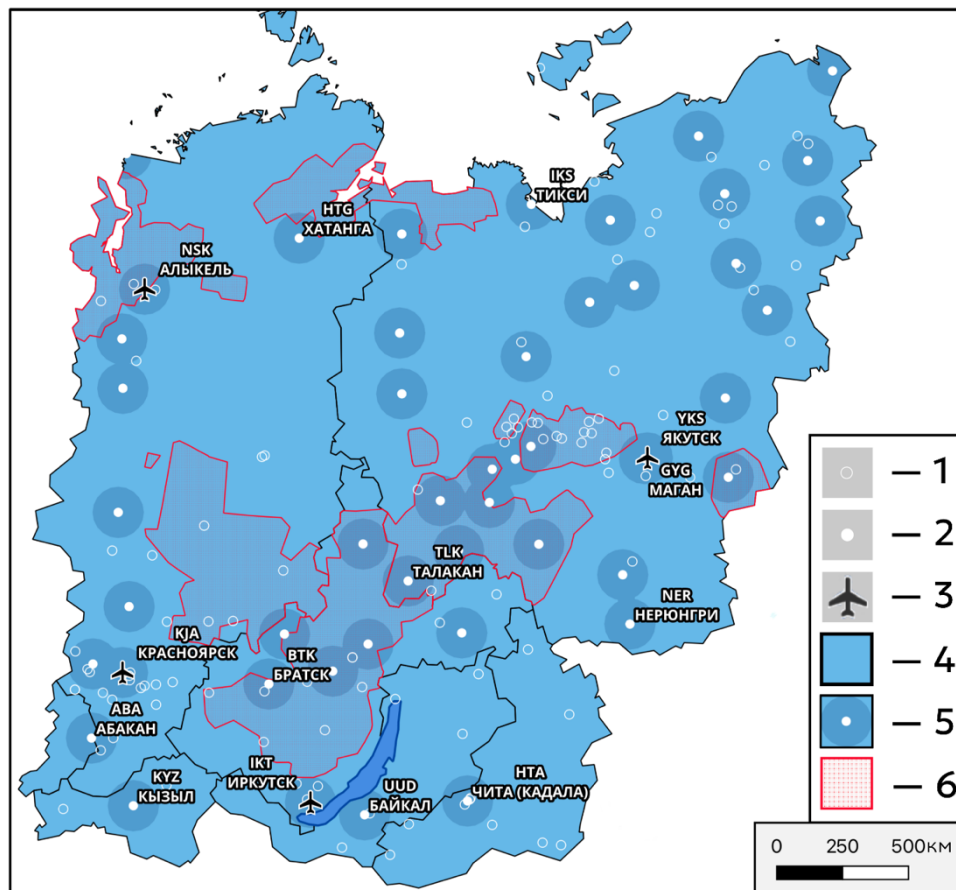 IKS
ТИКСИ
HTG
ХАТАНГА
NSK
АЛЫКЕЛЬ
YKS
ЯКУТСК
GYG
МАГАН
TLK
ТАЛАКАН
NER
НЕРЮНГРИ
KJA
КРАСНОЯРСК
BTK
БРАТСК
ABA
АБАКАН
IKT
ИРКУТСК
KYZ
КЫЗЫЛ
UUD
БАЙКАЛ
HTA
ЧИТА (КАДАЛА)
— 1
— 2
— 3
— 4
— 5
— 6
0 250 500км